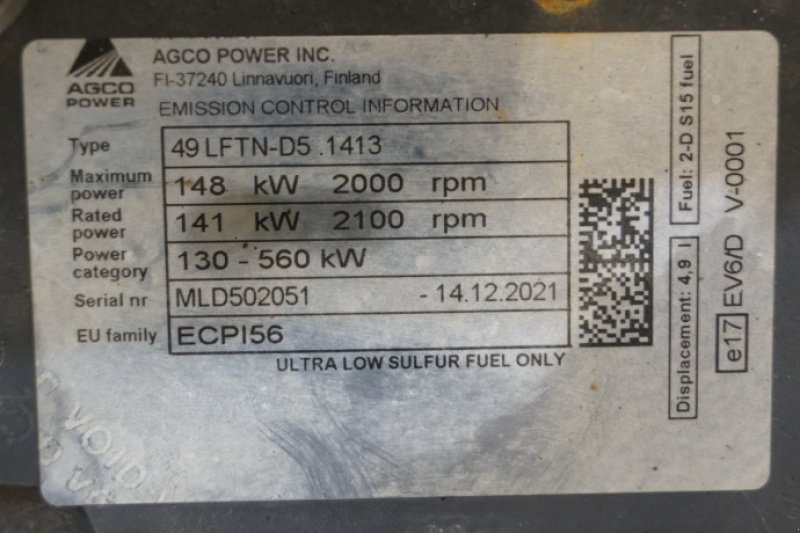 AGCO POWER INC.
FI-37240 Linnavuori, Finland
AGCO
POWER
EMISSION CONTROL INFORMATION
Type 49 LFTN-D5 .1413
Maximum power 148 kW 2000 rpm
Rated power 141 kW 2100 rpm
Power category 130 - 560 kW
Serial nr MLD502051 - 14.12.2021
EU family ECPI56
ULTRA LOW SULFUR FUEL ONLY
Displacement: 4,9 l Fuel: 2-D S15 fuel
e17 EV6/D V-0001
VOID